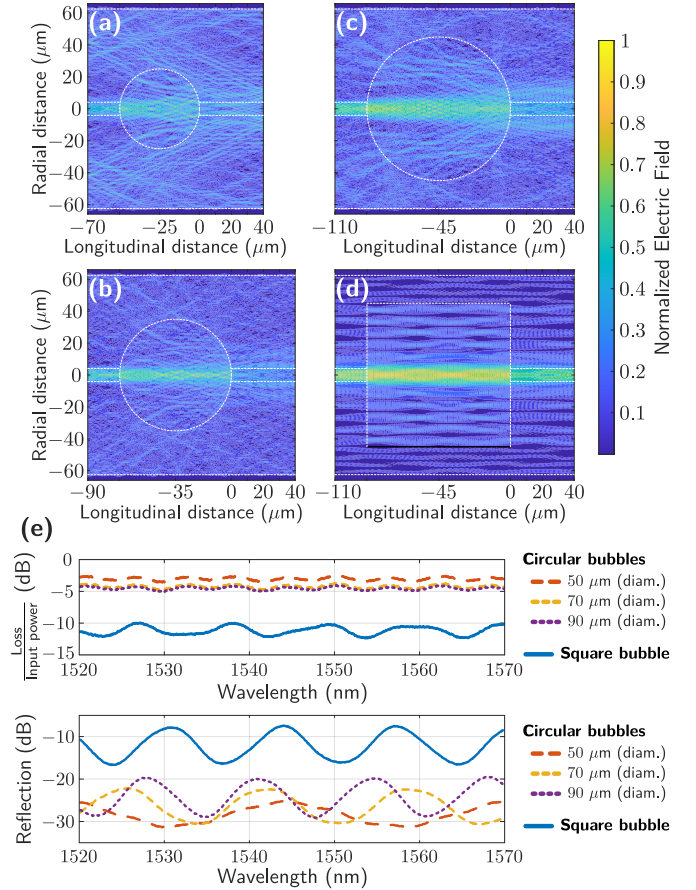 (a)
60
40
20
0
−20
−40
−60
Radial distance (μm)
−70 −25 0 40
Longitudinal distance (μm)
(c)
−110 −45 0 40
Longitudinal distance (μm)
1
0.9
0.8
0.7
0.6
0.5
0.4
0.3
0.2
0.1
Normalized Electric Field
(b)
60
40
20
0
−20
−40
−60
Radial distance (μm)
−90 −35 0 40
Longitudinal distance (μm)
(d)
−110 −45 0 40
Longitudinal distance (μm)
(e)
Loss
Input power (dB)
0
−5
−10
−15
1520 1530 1540 1550 1560 1570
Wavelength (nm)
Circular bubbles
50 μm (diam.)
70 μm (diam.)
90 μm (diam.)
Square bubble
Reflection (dB)
−10
−20
−30
1520 1530 1540 1550 1560 1570
Wavelength (nm)
Circular bubbles
50 μm (diam.)
70 μm (diam.)
90 μm (diam.)
Square bubble